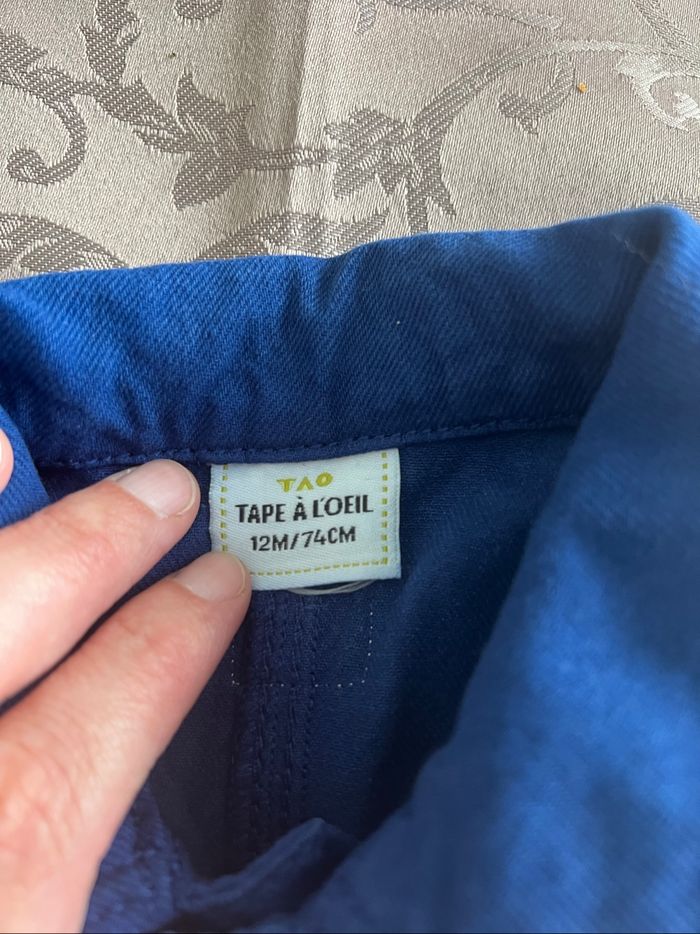 TAO
TAPE À L'OEIL
12M/74CM